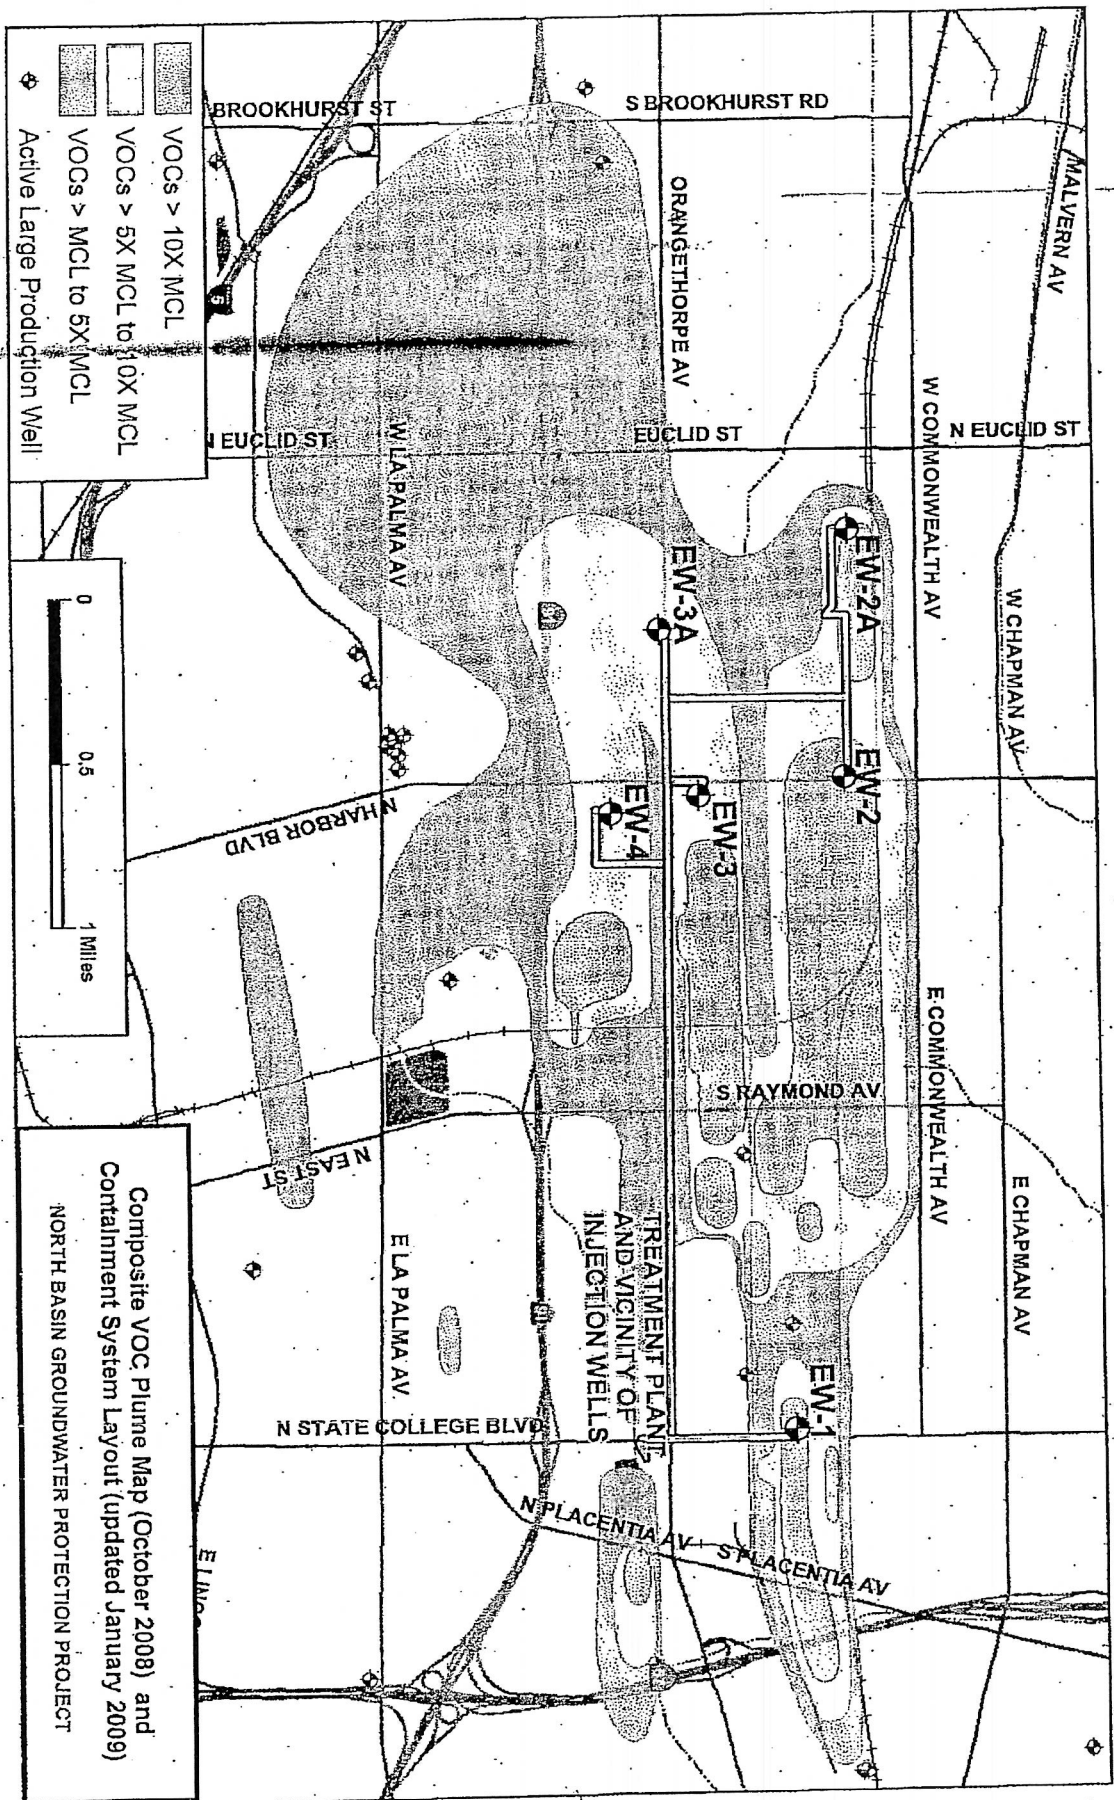 MALVERN AV
S BROOKHURST RD
BROOKHURST ST
ORANGETHORPE AV
W COMMONWEALTH AV
N EUCLID ST
EUCLID ST
N EUCLID ST
W LA PALMA AV
W CHAPMAN AV
EW-2A
EW-3A
EW-2
EW-3
EW-4
N HARBOR BLVD
E COMMONWEALTH AV
S RAYMOND AV
N EAST ST
E CHAPMAN AV
E LA PALMA AV
TREATMENT PLANT
AND VICINITY OF
INJECTION WELLS
EW-1
N STATE COLLEGE BLVD
N PLACENTIA AV
S PLACENTIA AV
VOCs > 10X MCL
VOCs > 5X MCL to 10X MCL
VOCs > MCL to 5X MCL
Active Large Production Well
0 0.5 1 Miles
Composite VOC Plume Map (October 2008) and
Containment System Layout (updated January 2009)
NORTH BASIN GROUNDWATER PROTECTION PROJECT